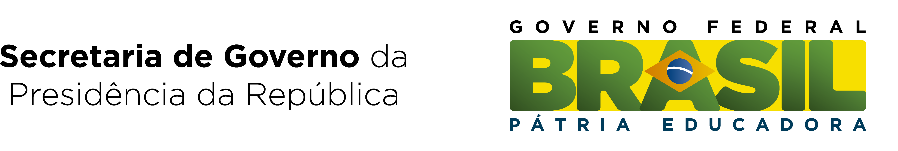 Secretaria de Governo da
Presidência da República
GOVERNO FEDERAL
BRASIL
PÁTRIA EDUCADORA